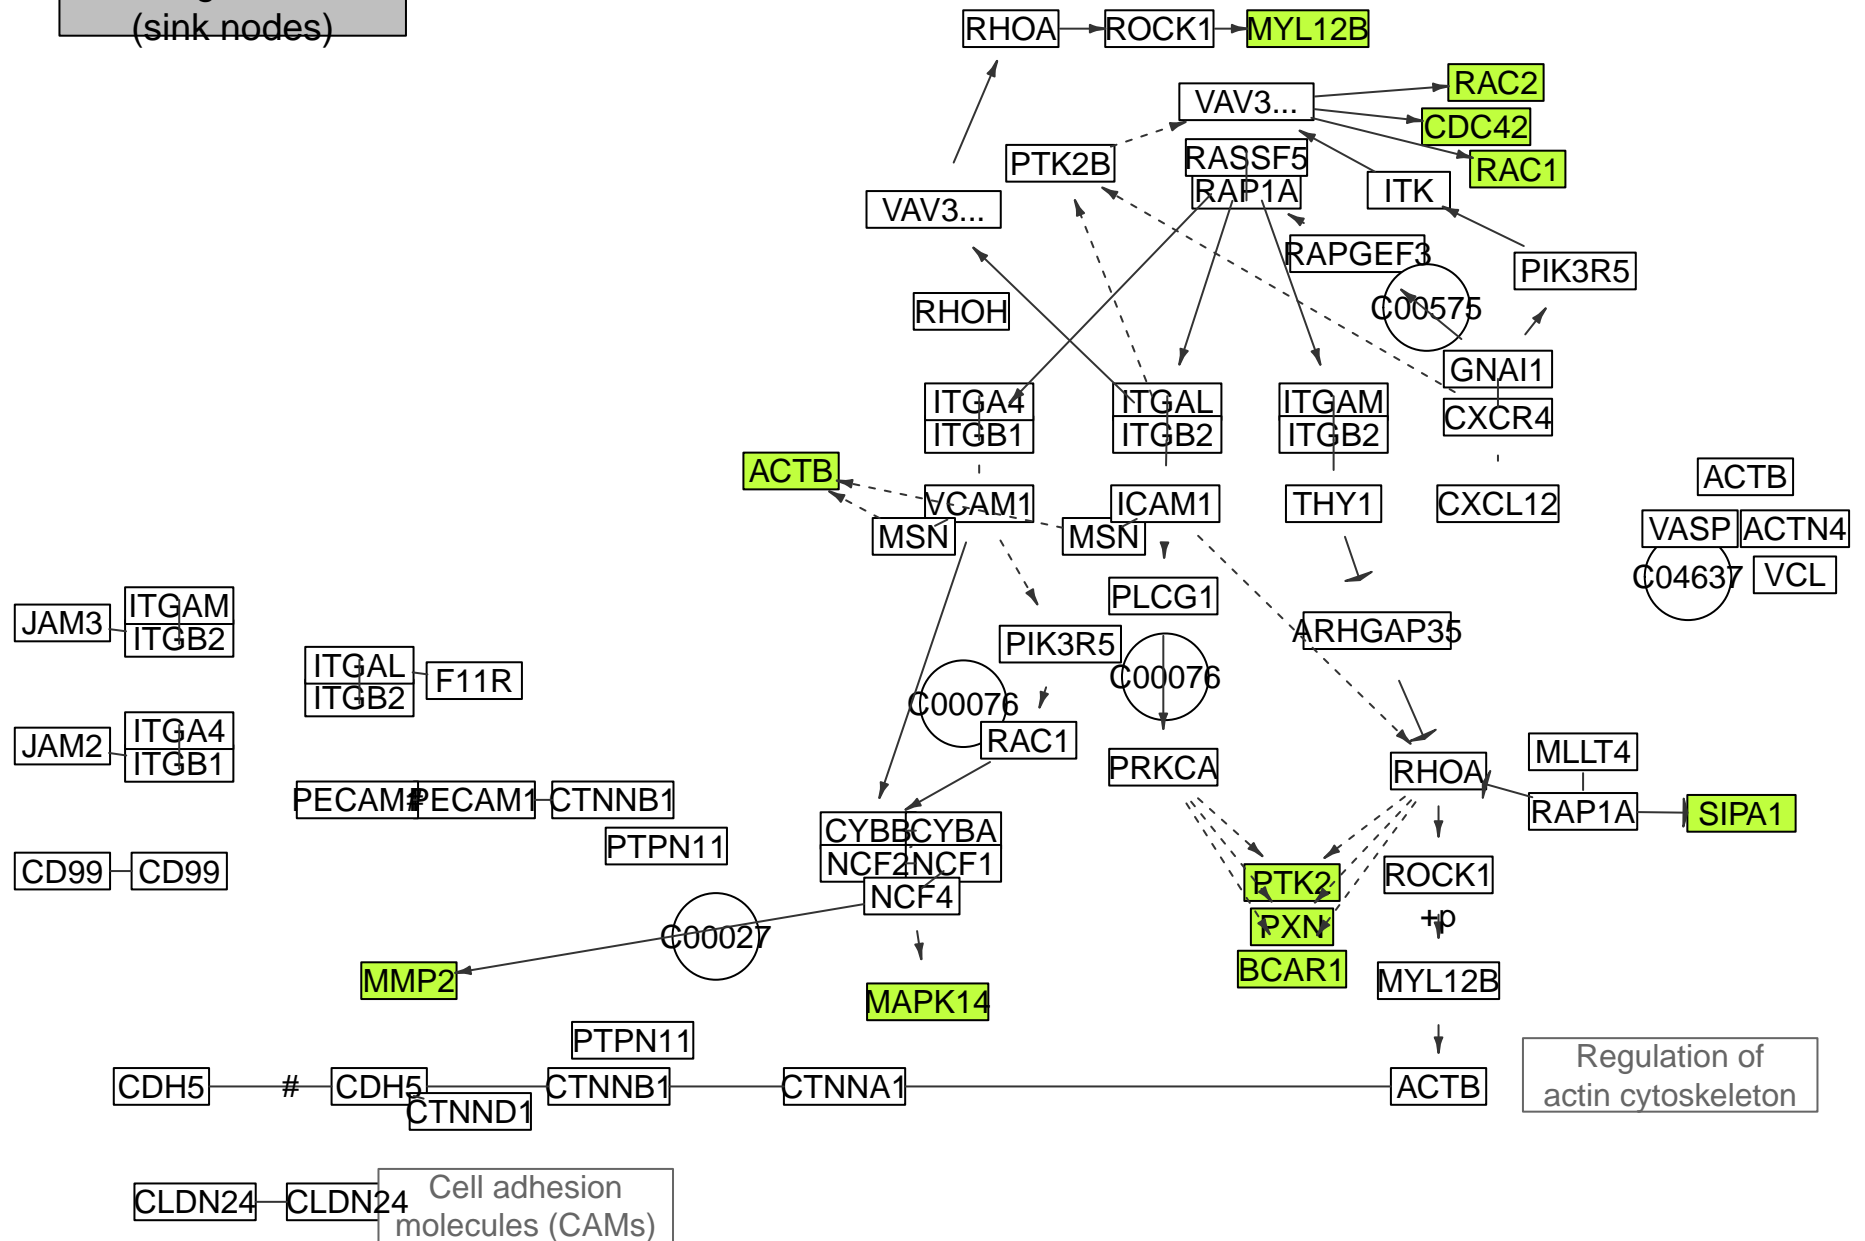 (sink nodes)
RHOA
ROCK1
MYL12B
RAC2
VAV3...
CDC42
RASSF5
PTK2B
RAC1
RAP1A
ITK
VAV3...
RAPGEF3
PIK3R5
RHOH
C00575
GNAI1
ITGA4
ITGAL
ITGAM
CXCR4
ITGB1
ITGB2
ITGB2
ACTB
ACTB
VCAM1
ICAM1
THY1
CXCL12
MSN
MSN
VASP
ACTN4
C04637
VCL
PLCG1
ITGAM
JAM3
ITGB2
ARHGAP35
PIK3R5
ITGAL
F11R
C00076
ITGB2
C00076
ITGA4
JAM2
ITGB1
RAC1
MLLT4
PRKCA
RHOA
PECAM1
#
PECAM1
CTNNB1
RAP1A
SIPA1
CYBB
CYBA
PTPN11
NCF2
NCF1
CD99
CD99
ROCK1
PTK2
NCF4
+p
PXN
C00027
BCAR1
MMP2
MYL12B
MAPK14
PTPN11
CDH5
#
CDH5
CTNNB1
CTNNA1
ACTB
CTNND1
Regulation of
actin cytoskeleton
CLDN24
CLDN24
Cell adhesion
molecules (CAMs)